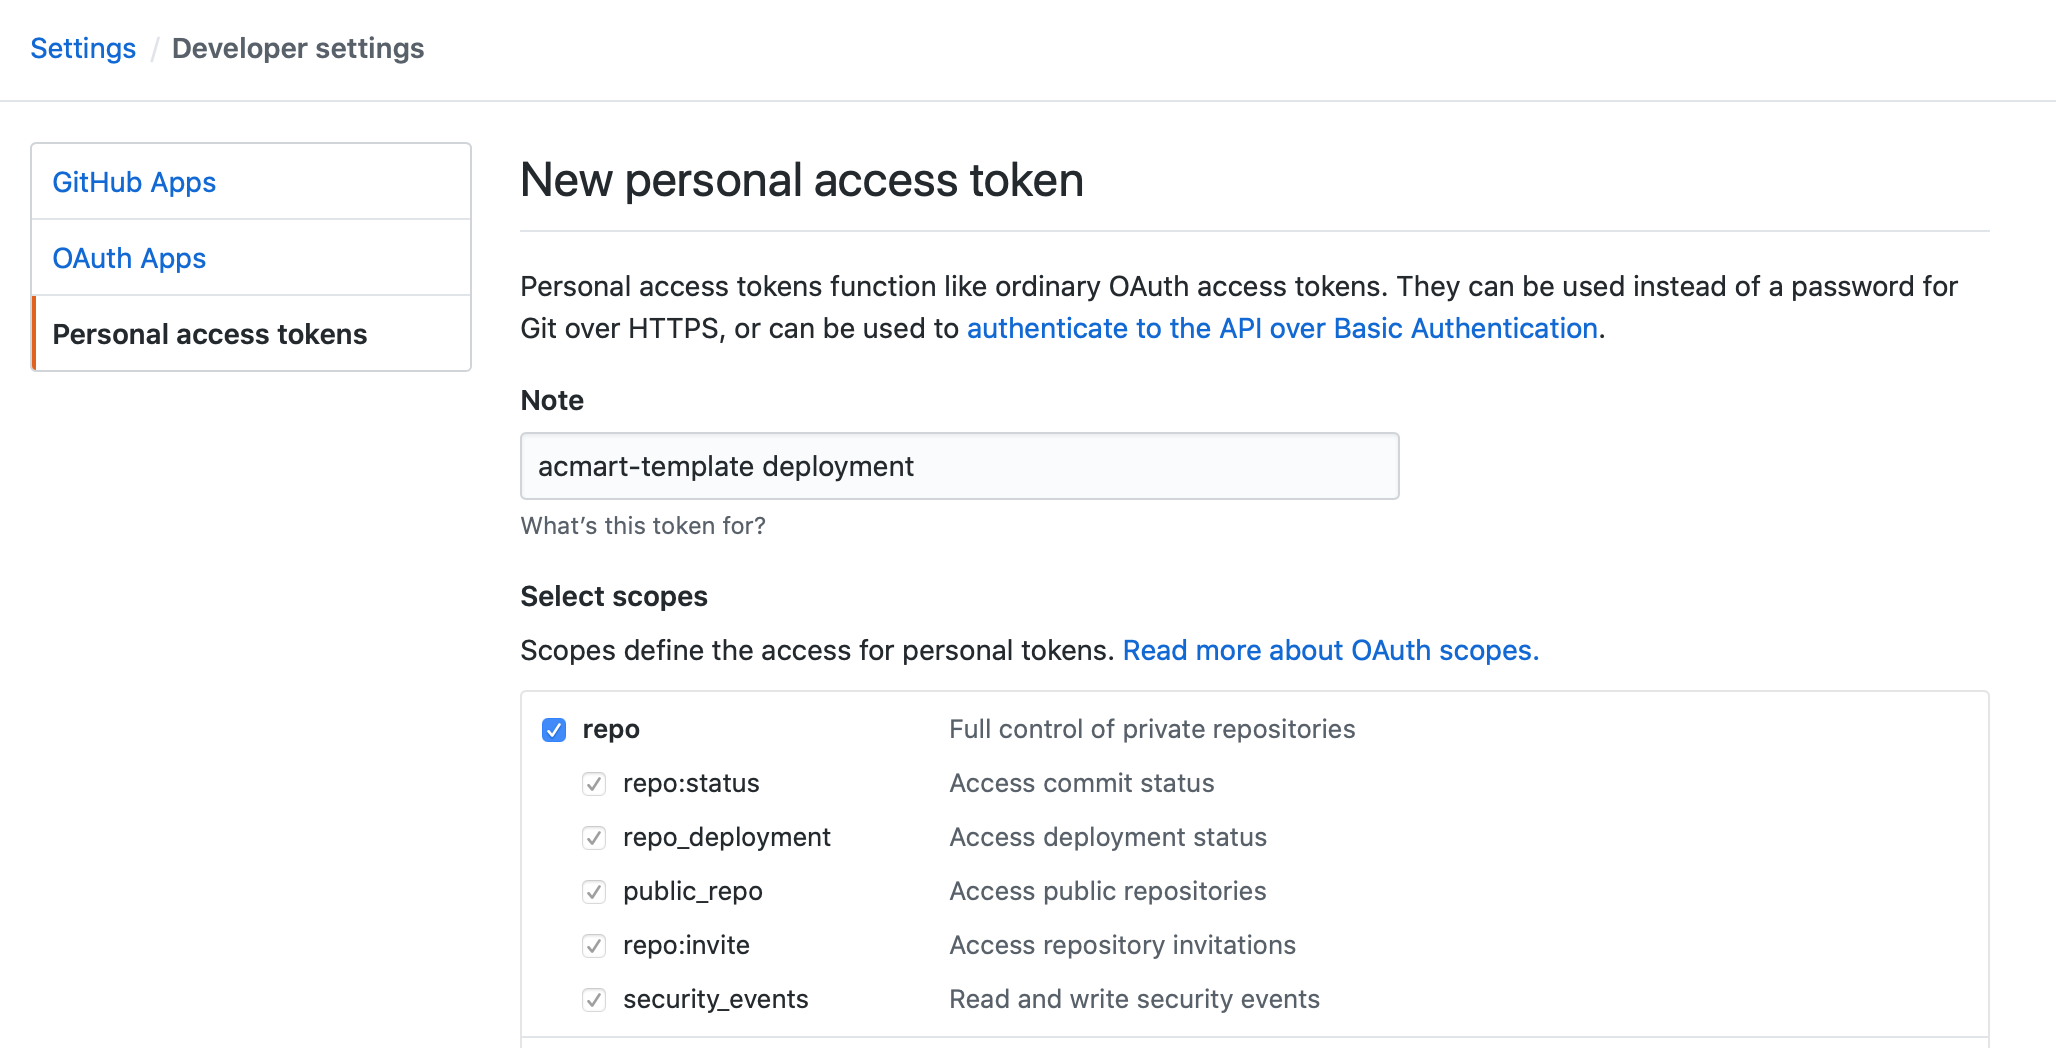 Settings / Developer settings
GitHub Apps
OAuth Apps
Personal access tokens
New personal access token
Personal access tokens function like ordinary OAuth access tokens. They can be used instead of a password for
Git over HTTPS, or can be used to authenticate to the API over Basic Authentication.
Note
acmart-template deployment
What's this token for?
Select scopes
Scopes define the access for personal tokens. Read more about OAuth scopes.
repo Full control of private repositories
repo:status Access commit status
repo_deployment Access deployment status
public_repo Access public repositories
repo:invite Access repository invitations
security_events Read and write security events